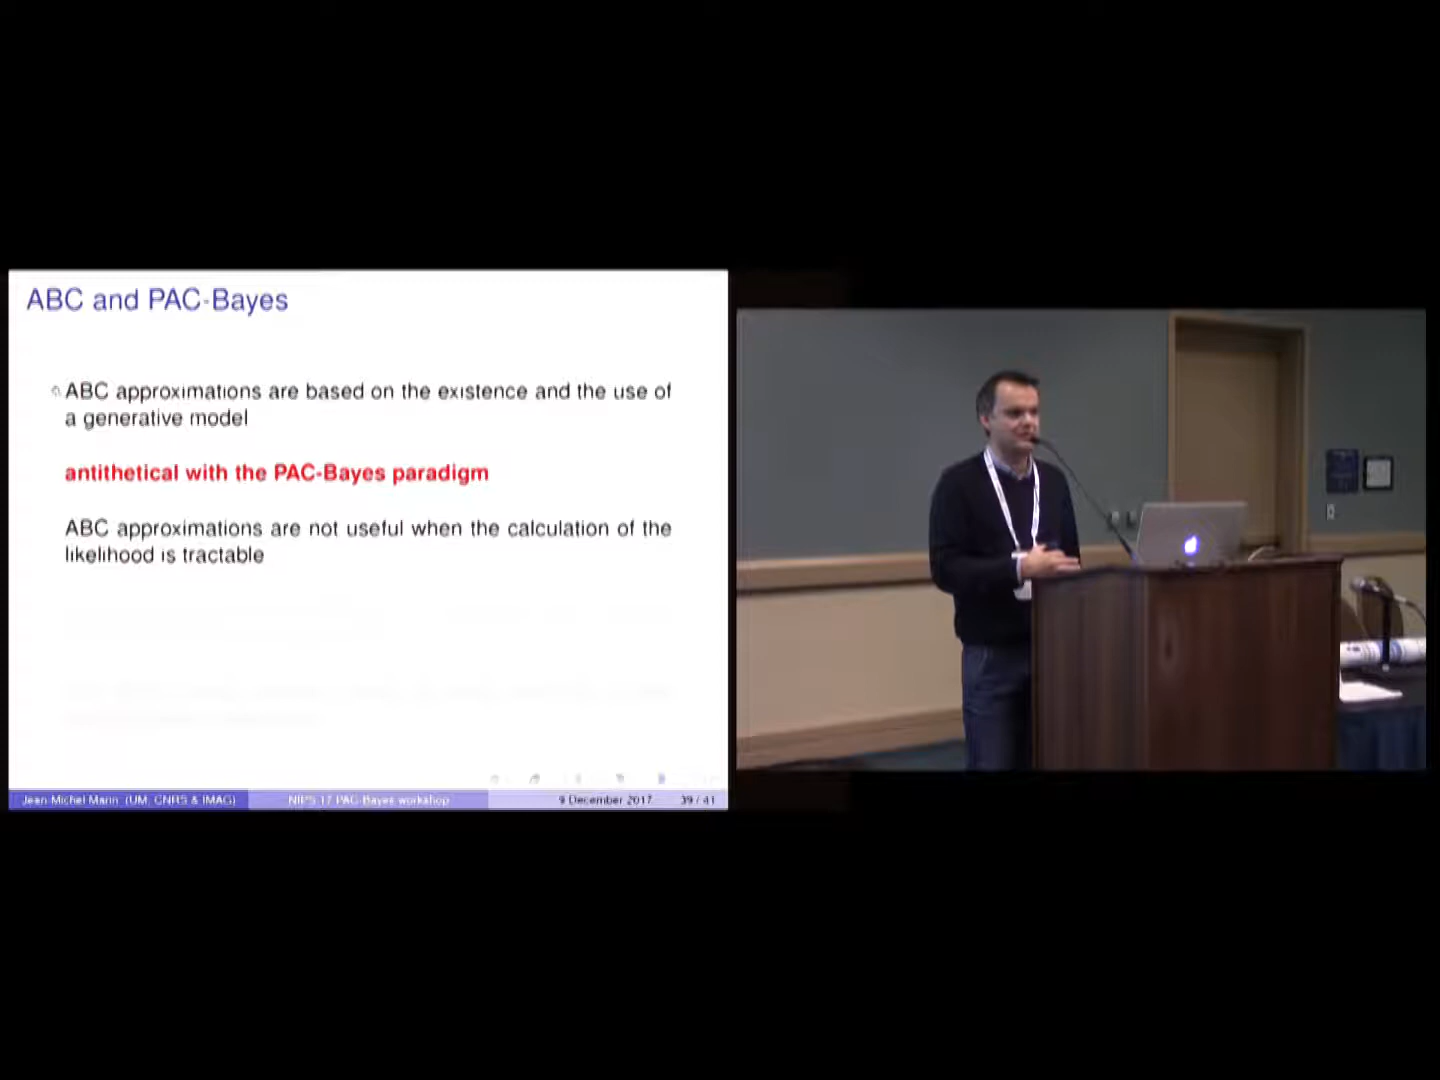 ABC and PAC-Bayes
ABC approximations are based on the existence and the use of
a generative model
antithetical with the PAC-Bayes paradigm
ABC approximations are not useful when the calculation of the
likelihood is tractable
Jean-Michel Marin (UM, CNRS & IMAG)
NIPS 17 PAC-Bayes workshop
9 December 2017
39 / 41